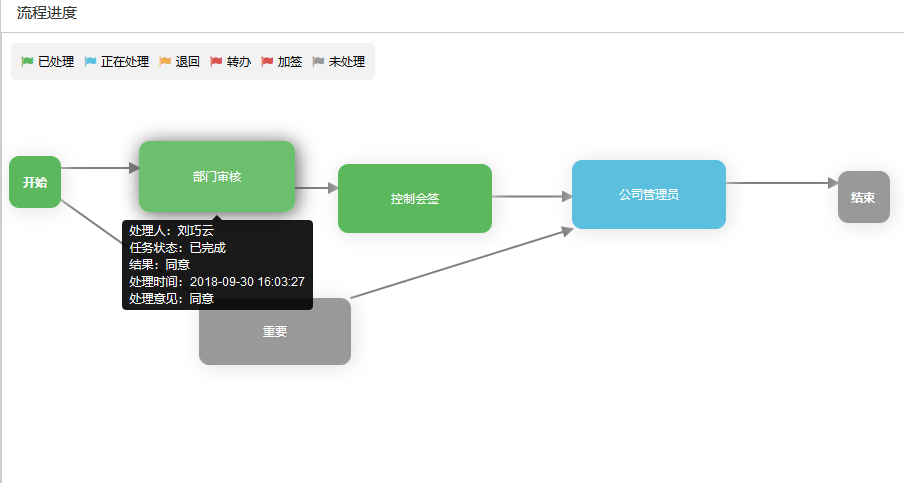 流程进度
已处理 正在处理 退回 转办 加签 未处理
开始
部门审核
控制会签
公司管理员
结束
处理人：刘巧云
任务状态：已完成
结果：同意
处理时间：2018-09-30 16:03:27
处理意见：同意
重要